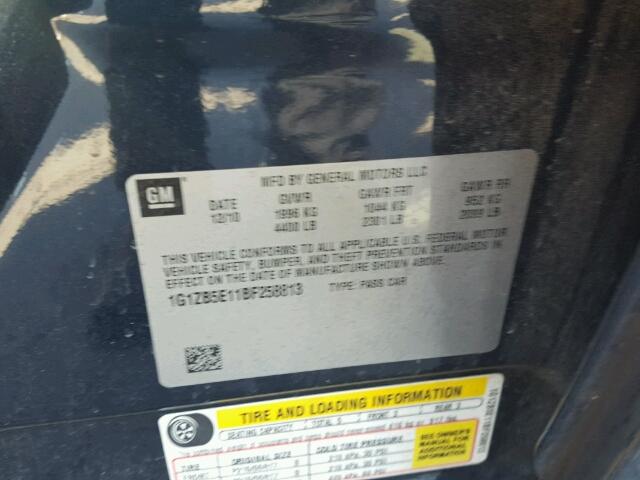 GM
MFD BY GENERAL MOTORS LLC
DATE GVWR GAWR FRT GAWR RR
12/10 1996 KG 1044 KG 952 KG
4400 LB 2301 LB 2099 LB
THIS VEHICLE CONFORMS TO ALL APPLICABLE U.S. FEDERAL MOTOR
VEHICLE SAFETY, BUMPER, AND THEFT PREVENTION STANDARDS IN
EFFECT ON THE DATE OF MANUFACTURE SHOWN ABOVE.
1G1ZB5E11BF258813 TYPE: PASS CAR
TIRE AND LOADING INFORMATION
SEATING CAPACITY TOTAL 5 FRONT 2 REAR 3
TIRE ORIGINAL SIZE COLD TIRE PRESSURE
SEE OWNERS
MANUAL FOR
ADDITIONAL
INFORMATION